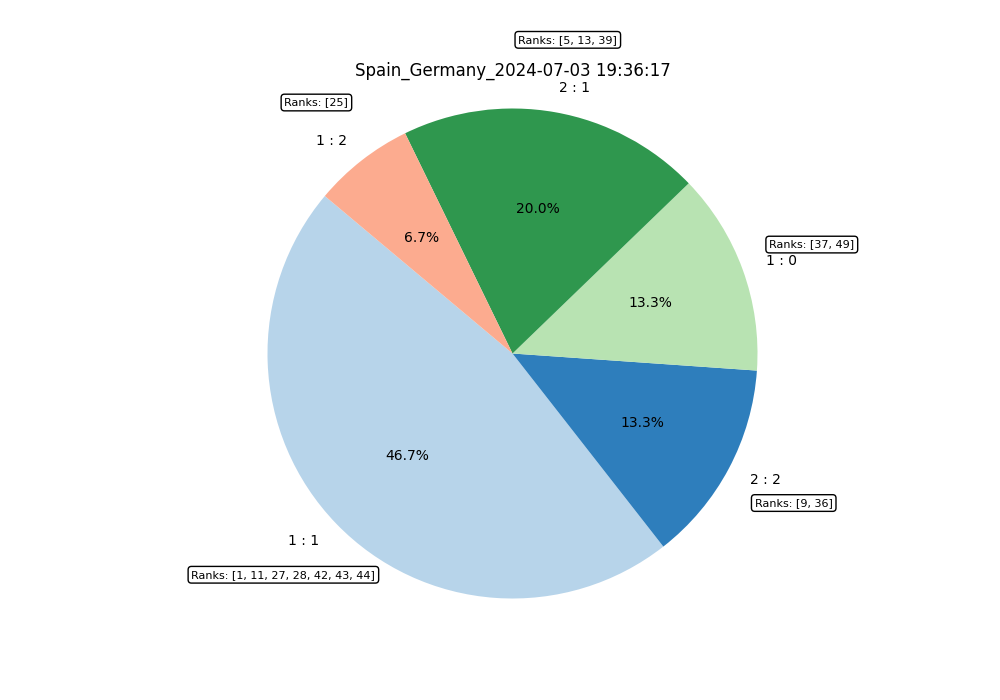 Ranks: [5, 13, 39]
Spain_Germany_2024-07-03 19:36:17
2 : 1
Ranks: [25]
1 : 2
20.0%
6.7%
Ranks: [37, 49]
1 : 0
13.3%
13.3%
46.7%
2 : 2
Ranks: [9, 36]
1 : 1
Ranks: [1, 11, 27, 28, 42, 43, 44]